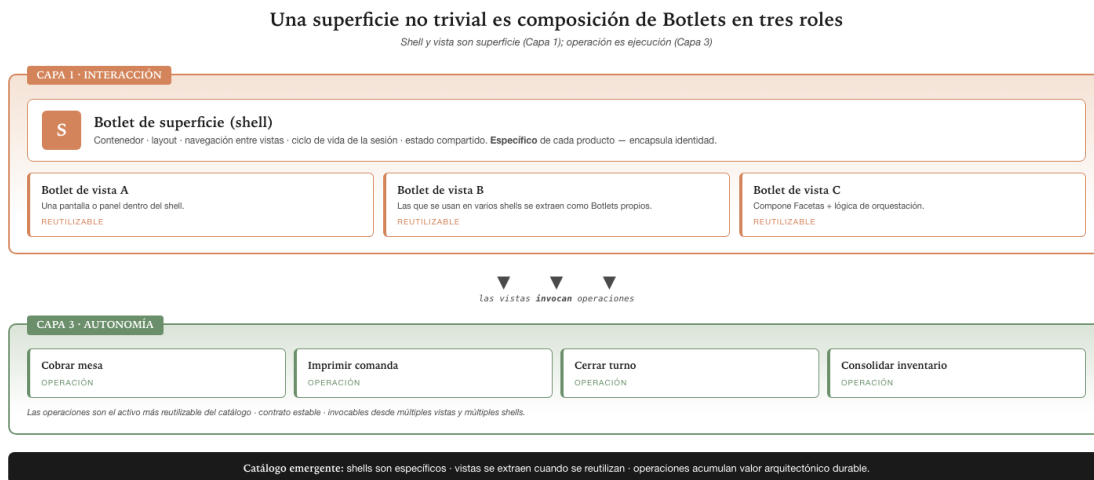 Una superficie no trivial es composición de Botlets en tres roles
Shell y vista son superficie (Capa 1); operación es ejecución (Capa 3)
CAPA 1 · INTERACCIÓN
S
Botlet de superficie (shell)
Contenedor · layout · navegación entre vistas · ciclo de vida de la sesión · estado compartido. Específico de cada producto — encapsula identidad.
Botlet de vista A
Una pantalla o panel dentro del shell.
REUTILIZABLE
Botlet de vista B
Las que se usan en varios shells se extraen como Botlets propios.
REUTILIZABLE
Botlet de vista C
Compone Facetas + lógica de orquestación.
REUTILIZABLE
las vistas invocan operaciones
CAPA 3 · AUTONOMÍA
Cobrar mesa
OPERACIÓN
Imprimir comanda
OPERACIÓN
Cerrar turno
OPERACIÓN
Consolidar inventario
OPERACIÓN
Las operaciones son el activo más reutilizable del catálogo · contrato estable · invocables desde múltiples vistas y múltiples shells.
Catálogo emergente: shells son específicos · vistas se extraen cuando se reutilizan · operaciones acumulan valor arquitectónico durable.